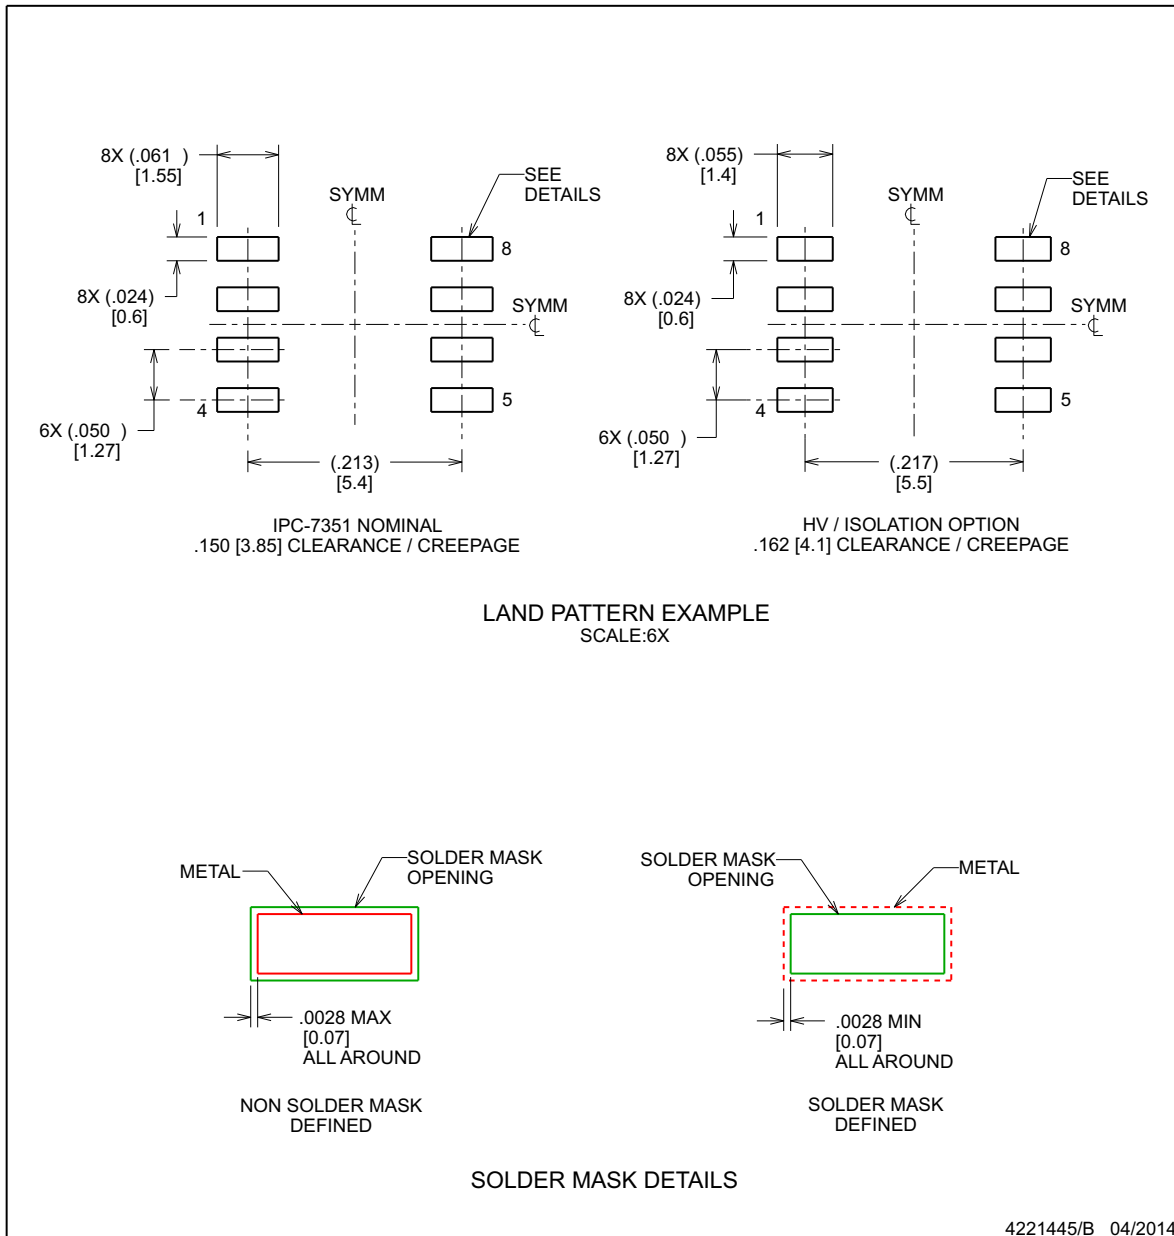 8X (.061 )
[1.55]
SYMM
℄
SEE
DETAILS
1
8
8X (.024)
[0.6]
SYMM
℄
4
5
6X (.050 )
[1.27]
(.213)
[5.4]
IPC-7351 NOMINAL
.150 [3.85] CLEARANCE / CREEPAGE
8X (.055)
[1.4]
SYMM
℄
SEE
DETAILS
1
8
8X (.024)
[0.6]
SYMM
℄
4
5
6X (.050 )
[1.27]
(.217)
[5.5]
HV / ISOLATION OPTION
.162 [4.1] CLEARANCE / CREEPAGE
LAND PATTERN EXAMPLE
SCALE:6X
METAL
SOLDER MASK
OPENING
.0028 MAX
[0.07]
ALL AROUND
NON SOLDER MASK
DEFINED
SOLDER MASK
OPENING
METAL
.0028 MIN
[0.07]
ALL AROUND
SOLDER MASK
DEFINED
SOLDER MASK DETAILS
4221445/B 04/2014